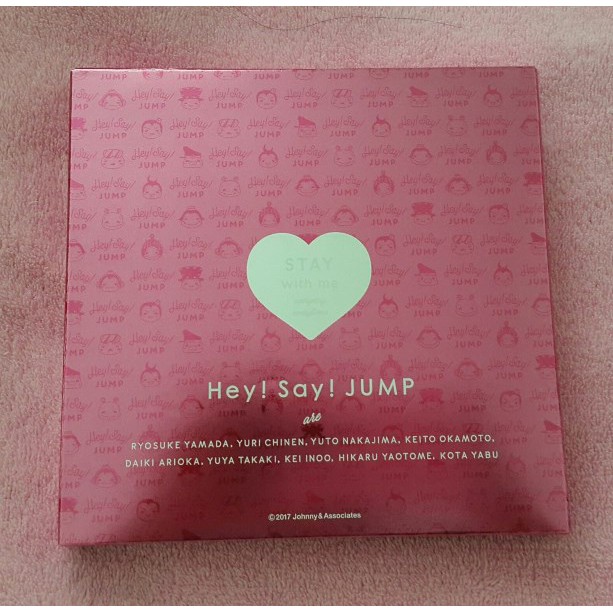 STAY
with me
Hey! Say! JUMP
are
RYOSUKE YAMADA, YURI CHINEN, YUTO NAKAJIMA, KEITO OKAMOTO,
DAIKI ARIOKA, YUYA TAKAKI, KEI INOO, HIKARU YAOTOME, KOTA YABU
©2017 Johnny & Associates